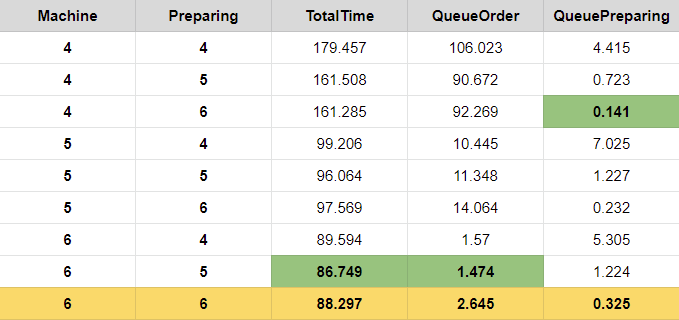 Machine Preparing TotalTime QueueOrder QueuePreparing
4 4 179.457 106.023 4.415
4 5 161.508 90.672 0.723
4 6 161.285 92.269 0.141
5 4 99.206 10.445 7.025
5 5 96.064 11.348 1.227
5 6 97.569 14.064 0.232
6 4 89.594 1.57 5.305
6 5 86.749 1.474 1.224
6 6 88.297 2.645 0.325